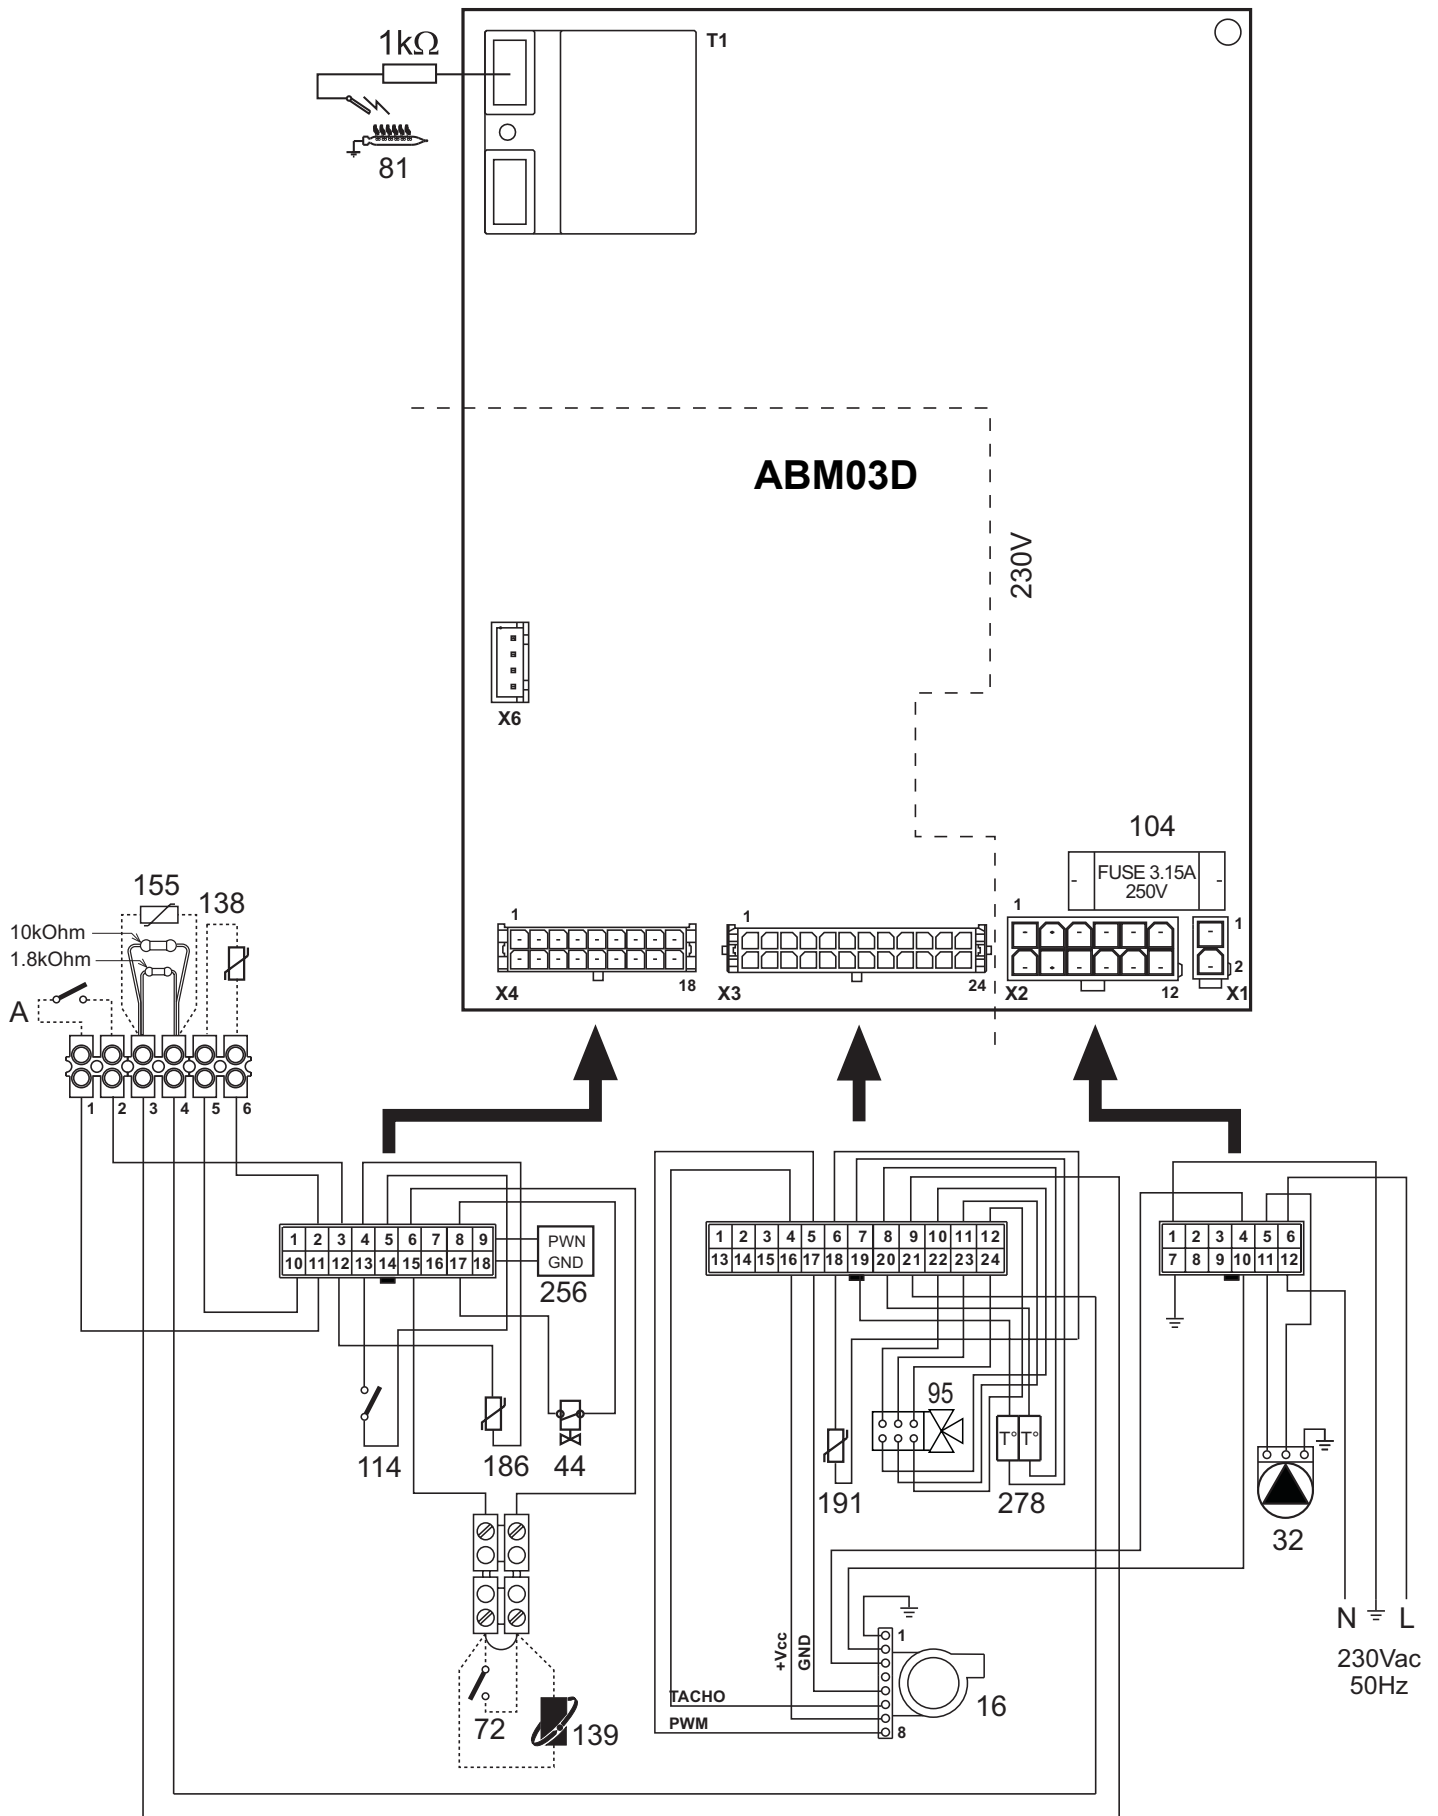 1kΩ
T1
81
ABM03D
230V
X6
104
FUSE 3.15A
250V
155
138
10kOhm
1.8kOhm
A
1
18
X4
1
24
X3
1
12
X2
1
2
X1
1 2 3 4 5 6
1 2 3 4 5 6 7 8 9
10 11 12 13 14 15 16 17 18
PWN
GND
256
1 2 3 4 5 6 7 8 9 10 11 12
13 14 15 16 17 18 19 20 21 22 23 24
1 2 3 4 5 6
7 8 9 10 11 12
95
T° T°
114
186
44
191
278
32
N L
230Vac
50Hz
+Vcc
GND
1
TACHO
PWM
8
16
72
139